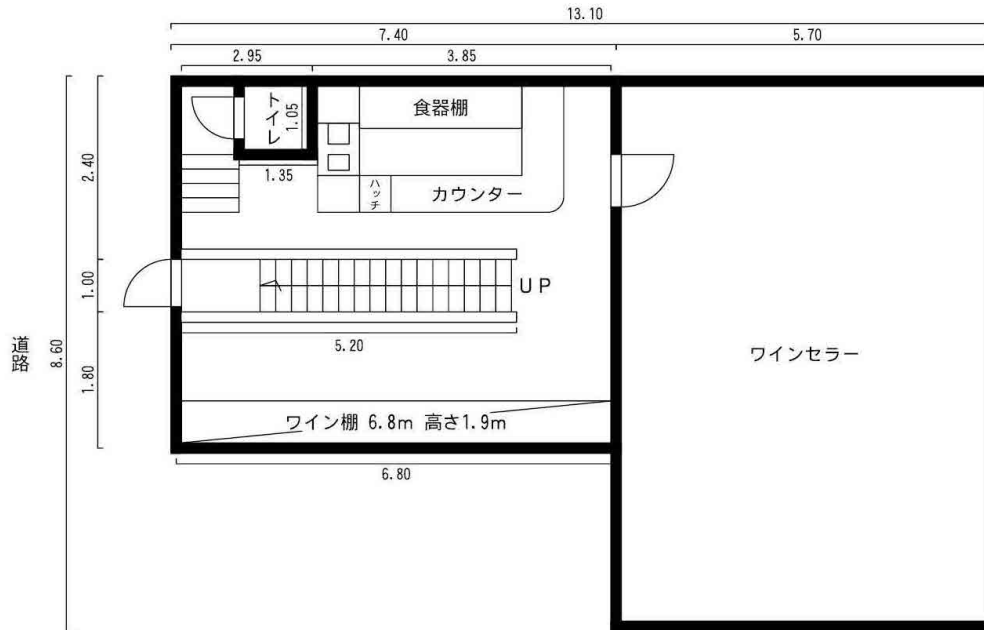 13.10
7.40
5.70
2.95
3.85
トイレ
1.05
食器棚
2.40
1.35
ハッチ
カウンター
1.00
UP
5.20
道路
8.60
ワインセラー
1.80
ワイン棚 6.8m 高さ1.9m
6.80